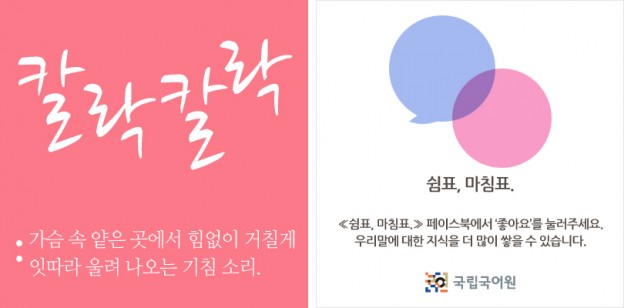 칼락칼락
: 가슴 속 얕은 곳에서 힘없이 거칠게
잇따라 울려 나오는 기침 소리.
쉼표, 마침표.
≪쉼표, 마침표.≫ 페이스북에서 '좋아요'를 눌러주세요.
우리말에 대한 지식을 더 많이 쌓을 수 있습니다.
국립국어원